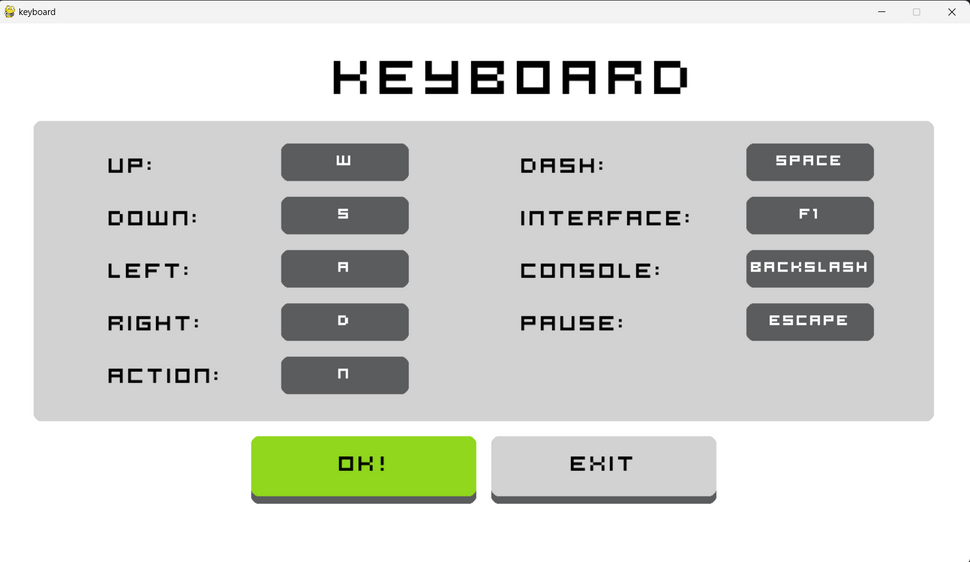 keyboard
KEYBOARD
UP: W
DASH: SPACE
DOWN: S
INTERFACE: F1
LEFT: A
CONSOLE: BACKSLASH
RIGHT: D
PAUSE: ESCAPE
ACTION: N
OK!
EXIT